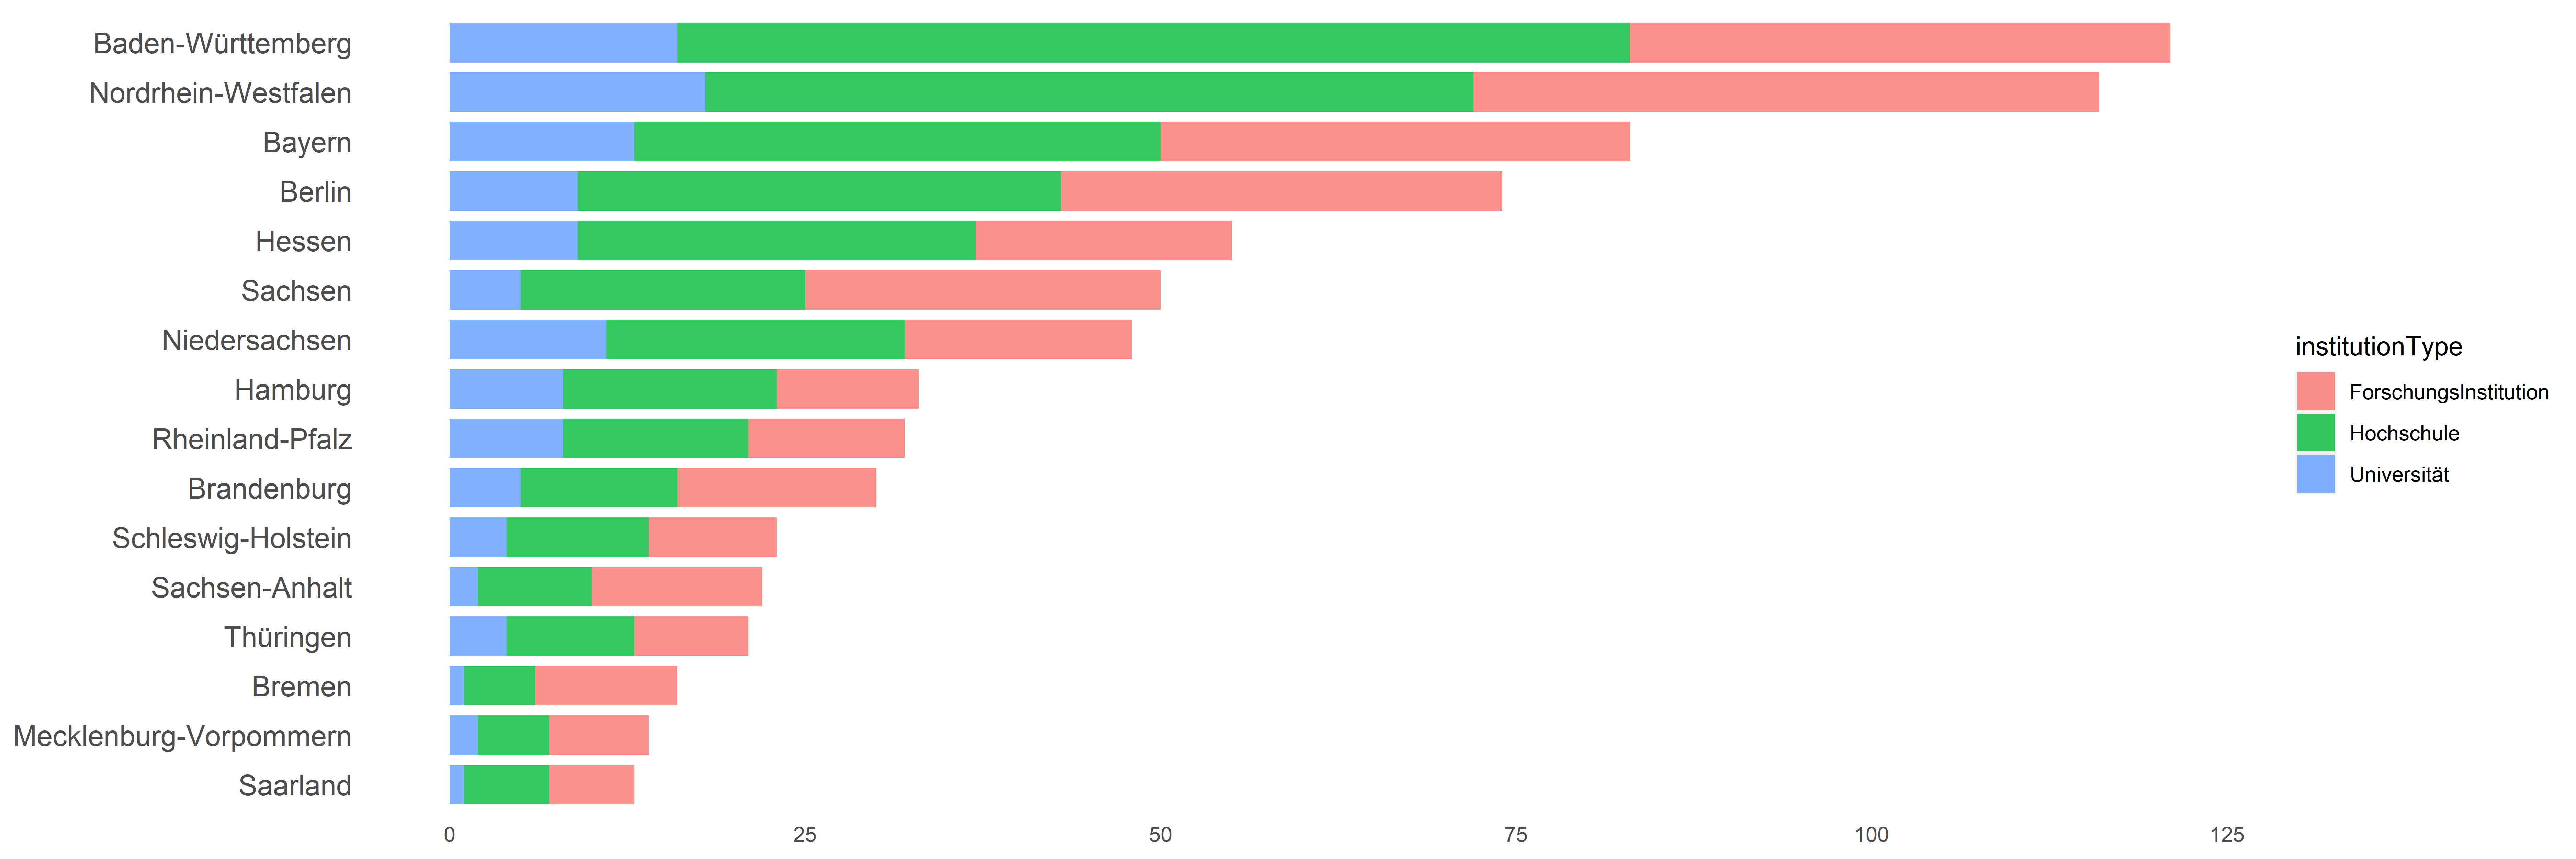 Baden-Württemberg
Nordrhein-Westfalen
Bayern
Berlin
Hessen
Sachsen
Niedersachsen
Hamburg
Rheinland-Pfalz
Brandenburg
Schleswig-Holstein
Sachsen-Anhalt
Thüringen
Bremen
Mecklenburg-Vorpommern
Saarland
0 25 50 75 100 125
institutionType
ForschungsInstitution
Hochschule
Universität